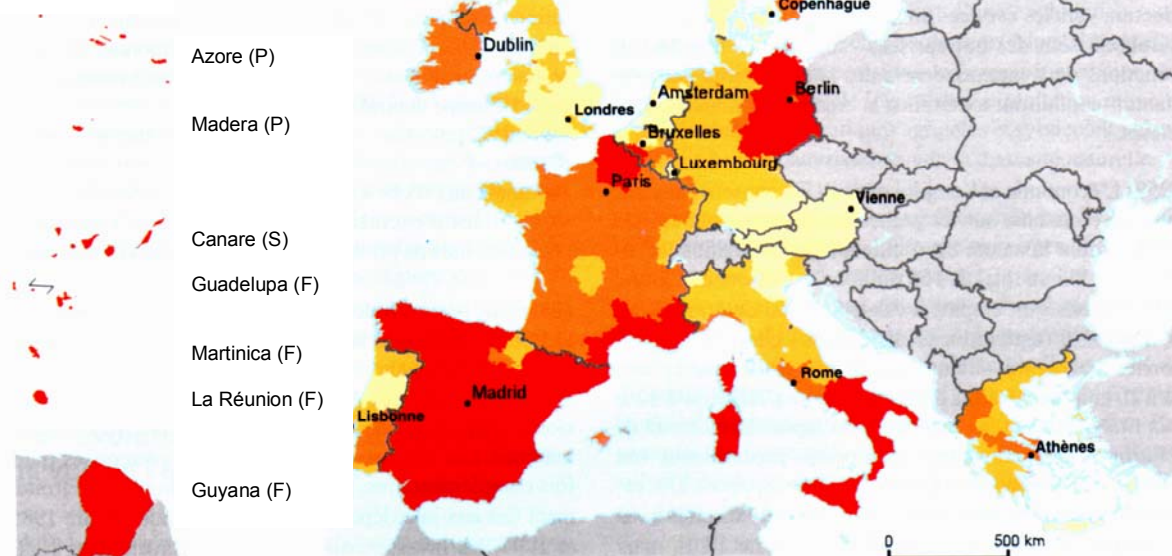 Copenhague
Azore (P)
Dublin
Amsterdam
Berlin
Madera (P)
Londres
Bruxelles
Luxembourg
Paris
Vienne
Canare (S)
Guadelupa (F)
Martinica (F)
Rome
La Réunion (F)
Madrid
Lisbonne
Athènes
Guyana (F)
0 500 km